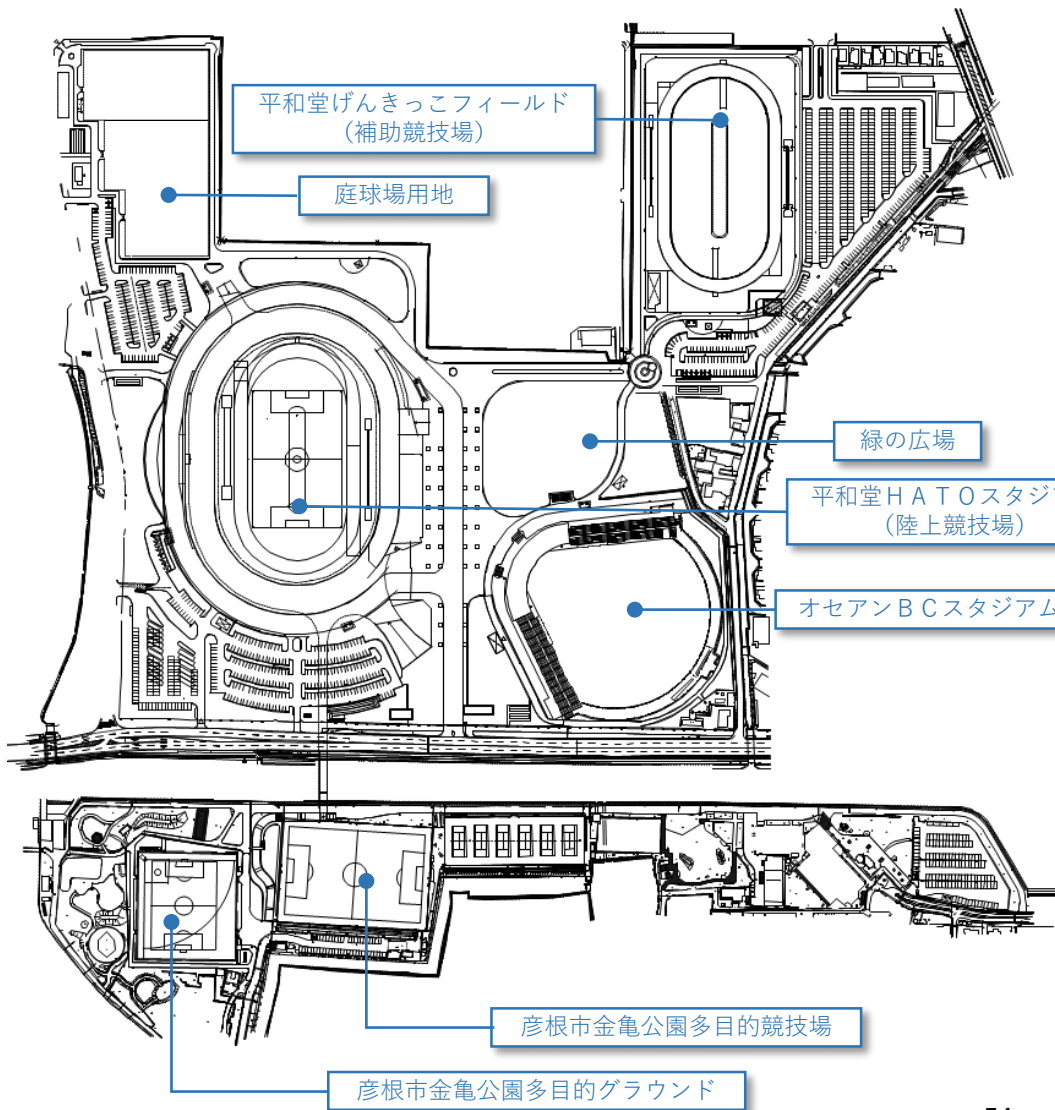 平和堂げんきっこフィールド
(補助競技場)
庭球場用地
緑の広場
平和堂ＨＡＴＯスタジア
(陸上競技場)
オセアンＢＣスタジアム
彦根市金亀公園多目的競技場
彦根市金亀公園多目的グラウンド